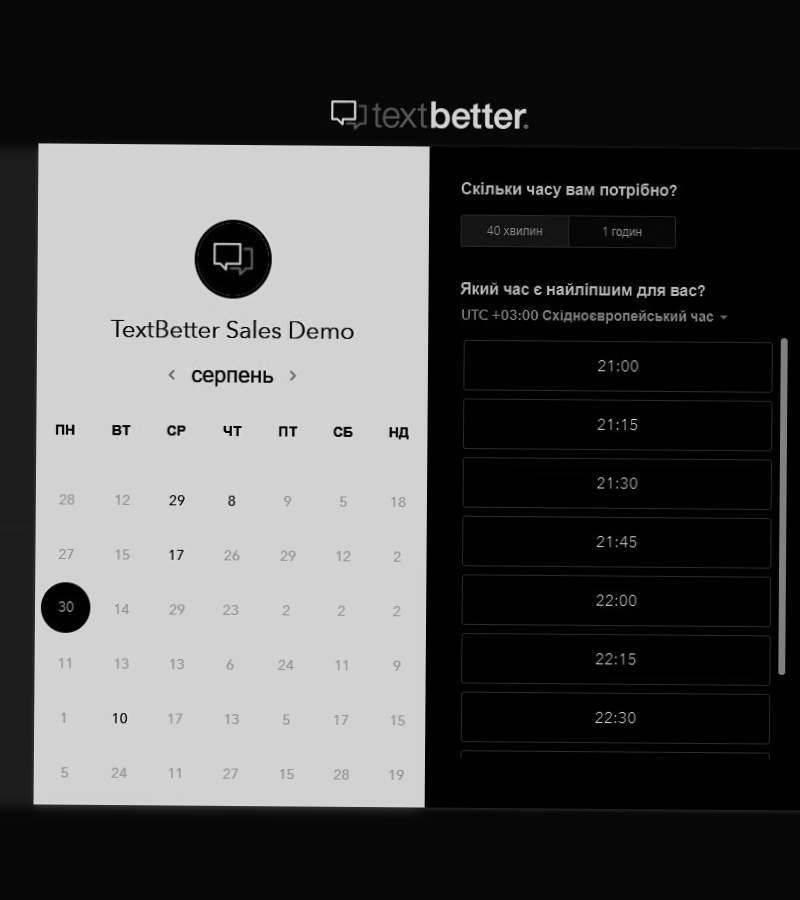 textbetter.
TextBetter Sales Demo
серпень
ПН ВТ СР ЧТ ПТ СБ НД
28 12 29 8 9 5 18
27 15 17 26 29 12 2
30 14 29 23 2 2 2
11 13 13 6 24 11 9
1 10 17 13 5 17 15
5 24 11 27 15 28 19
Скільки часу вам потрібно?
40 хвилин 1 годин
Який час є найліпшим для вас?
UTC +03:00 Східноєвропейський час
21:00
21:15
21:30
21:45
22:00
22:15
22:30